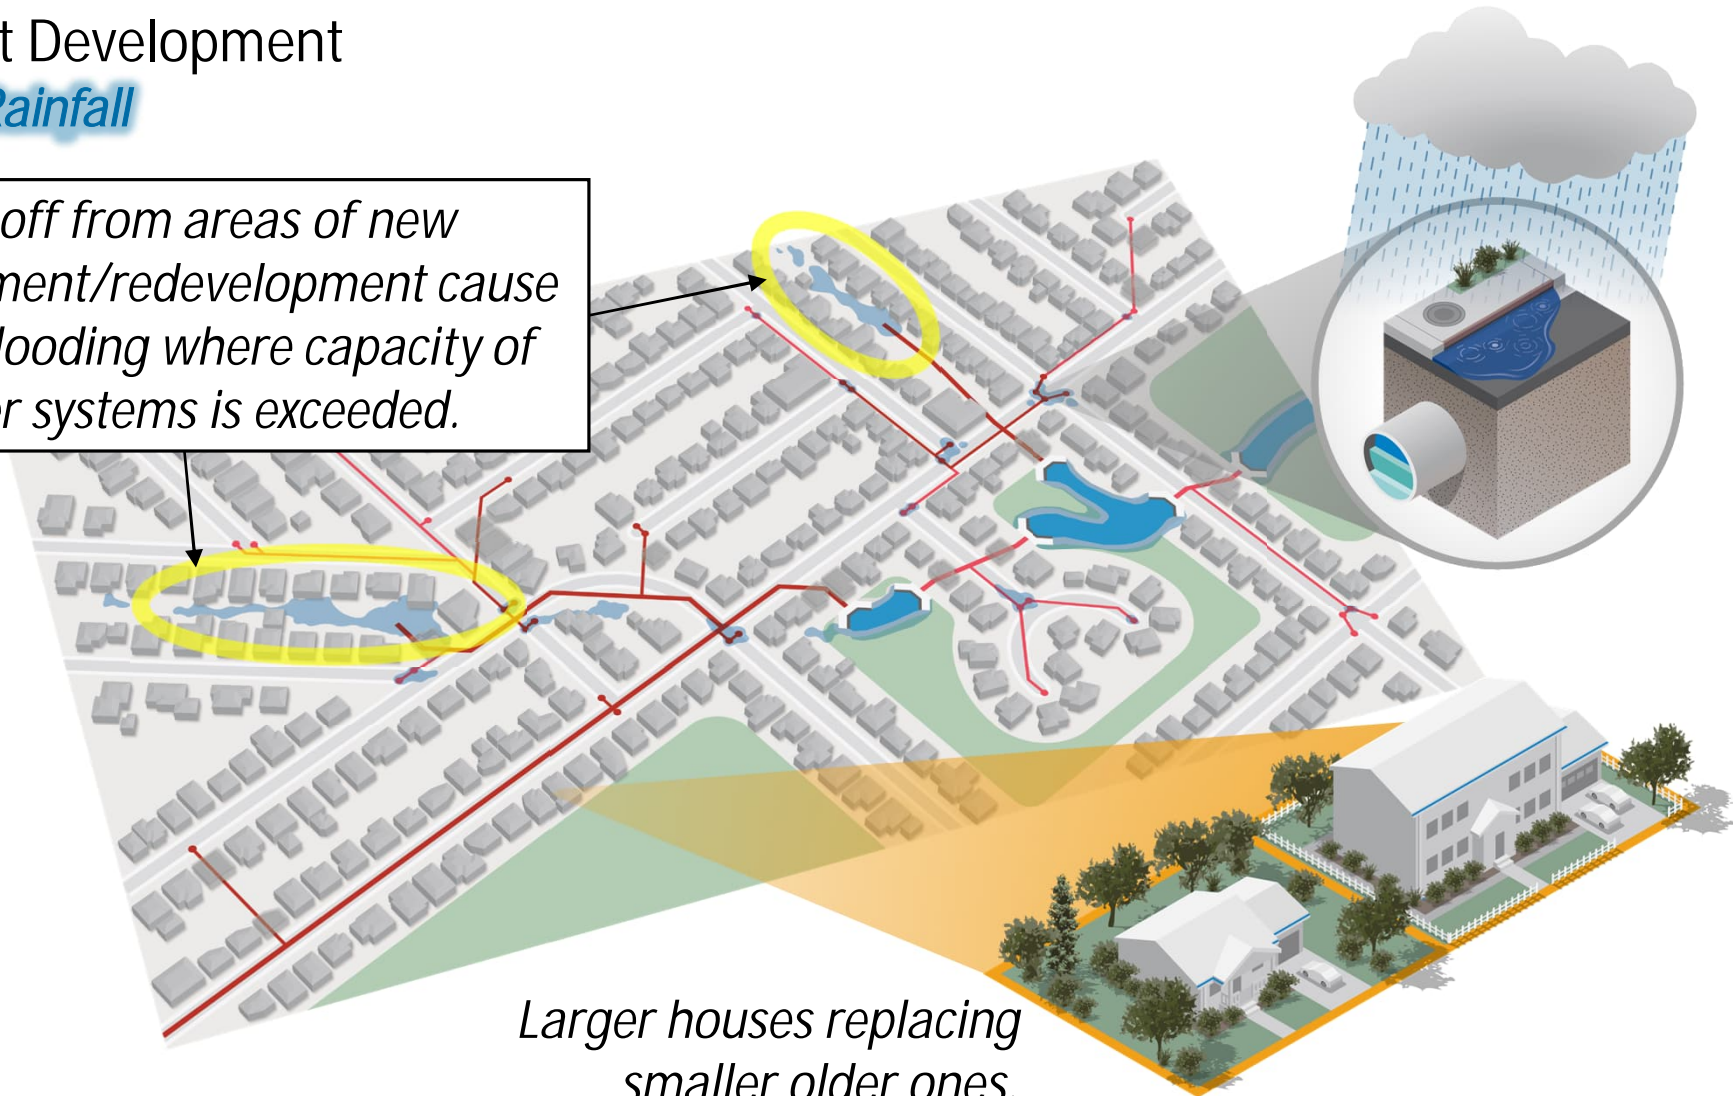 t Development
Rainfall
off from areas of new
ment/redevelopment cause
looding where capacity of
er systems is exceeded.
Larger houses replacing
smaller older ones.